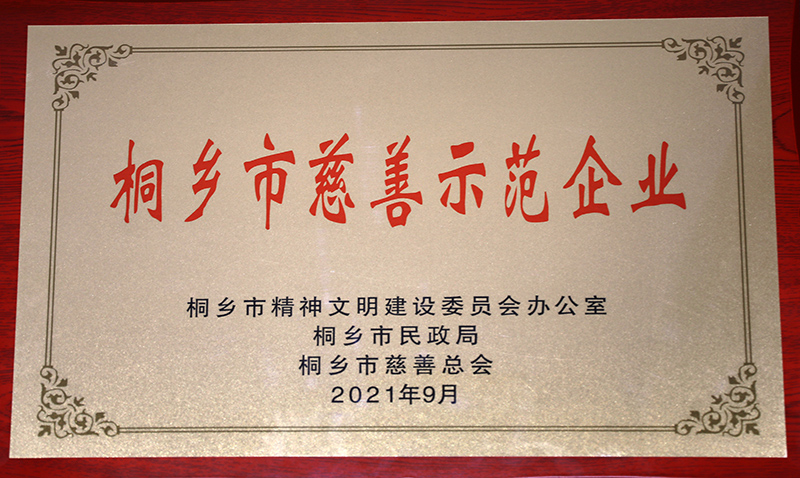 桐乡市慈善示范企业
桐乡市精神文明建设委员会办公室
桐乡市民政局
桐乡市慈善总会
2021年9月